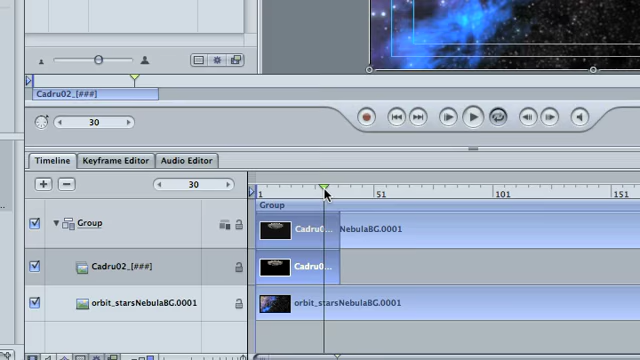 Cadru02_[###]
30
Timeline
Keyframe Editor
Audio Editor
30
1
51
101
151
Group
Group
Cadru0...
NebulaBG.0001
Cadru02_[###]
Cadru0...
orbit_starsNebulaBG.0001
orbit_starsNebulaBG.0001